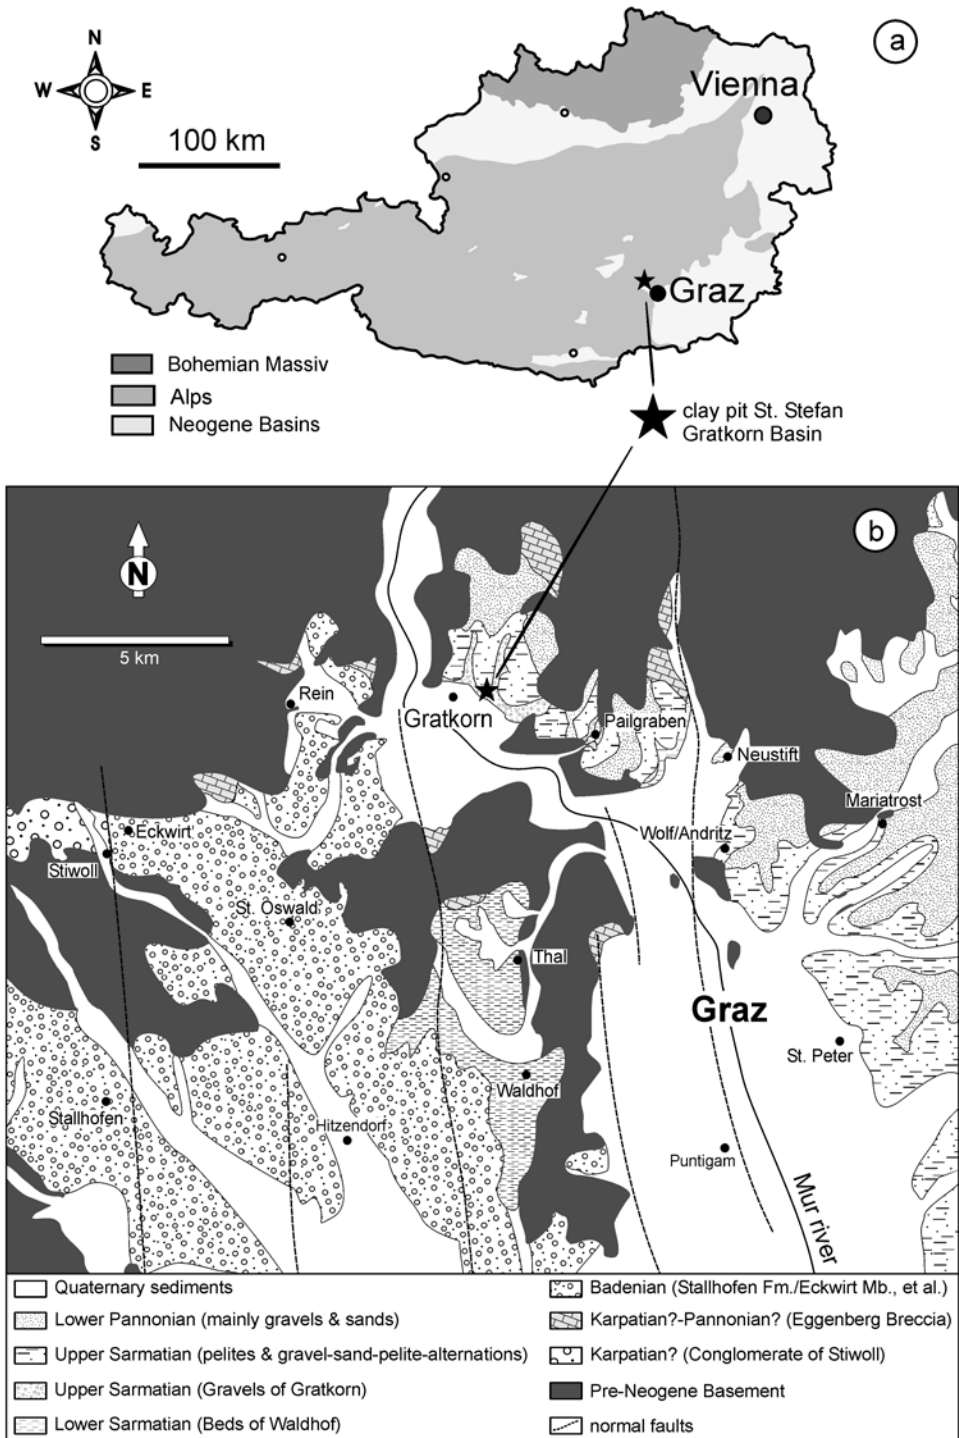 a
N
W E
S
100 km
Vienna
Graz
Bohemian Massiv
Alps
Neogene Basins
clay pit St. Stefan
Gratkorn Basin
b
N
5 km
Rein
Gratkorn
Pailgraben
Neustift
Mariatrost
Eckwirt
Wolf/Andritz
Stiwoll
St. Oswald
Thal
Graz
St. Peter
Waldhof
Stallhofen
Hitzendorf
Puntigam
Mur river
Quaternary sediments
Lower Pannonian (mainly gravels & sands)
Upper Sarmatian (pelites & gravel-sand-pelite-alternations)
Upper Sarmatian (Gravels of Gratkorn)
Lower Sarmatian (Beds of Waldhof)
Badenian (Stallhofen Fm./Eckwirt Mb., et al.)
Karpatian?-Pannonian? (Eggenberg Breccia)
Karpatian? (Conglomerate of Stiwoll)
Pre-Neogene Basement
normal faults